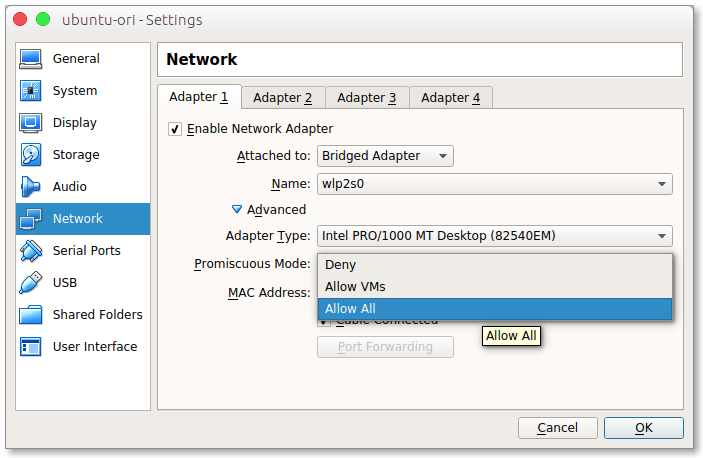 ubuntu-ori - Settings
General
System
Display
Storage
Audio
Network
Serial Ports
USB
Shared Folders
User Interface
Network
Adapter 1
Adapter 2
Adapter 3
Adapter 4
Enable Network Adapter
Attached to: Bridged Adapter
Name: wlp2s0
Advanced
Adapter Type: Intel PRO/1000 MT Desktop (82540EM)
Promiscuous Mode:
Deny
Allow VMs
MAC Address:
Allow All
Cable Connected
Allow All
Port Forwarding
Cancel
OK